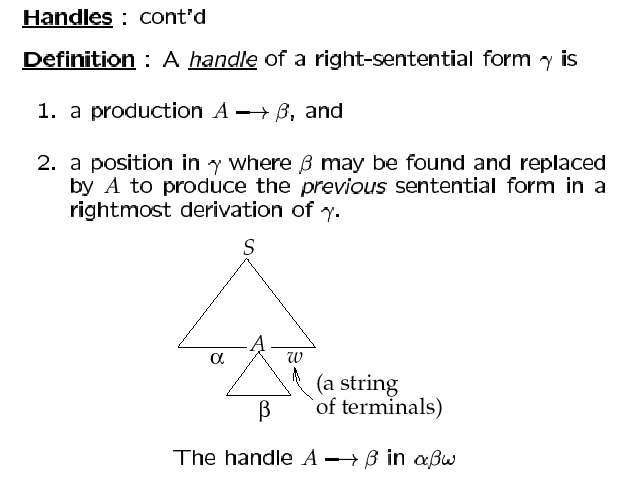 Handles : cont'd
Definition : A handle of a right-sentential form γ is
1. a production A ⟶ β, and
2. a position in γ where β may be found and replaced
by A to produce the previous sentential form in a
rightmost derivation of γ.
S
A
α w
(a string
of terminals)
β
The handle A ⟶ β in αβω